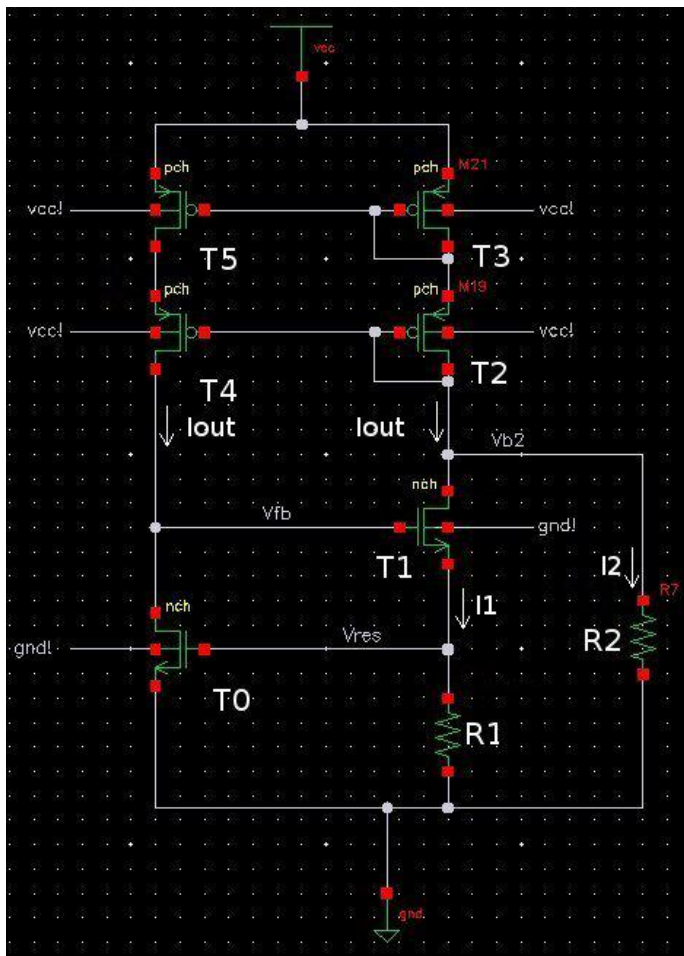 vcc
pch
pch
M21
vcc!
vcc!
T5
T3
pch
pch
M19
vcc!
vcc!
T4
T2
Iout
Iout
Vb2
nch
Vfb
gnd!
T1
I2
R7
nch
I1
gnd!
Vres
R2
T0
R1
gnd